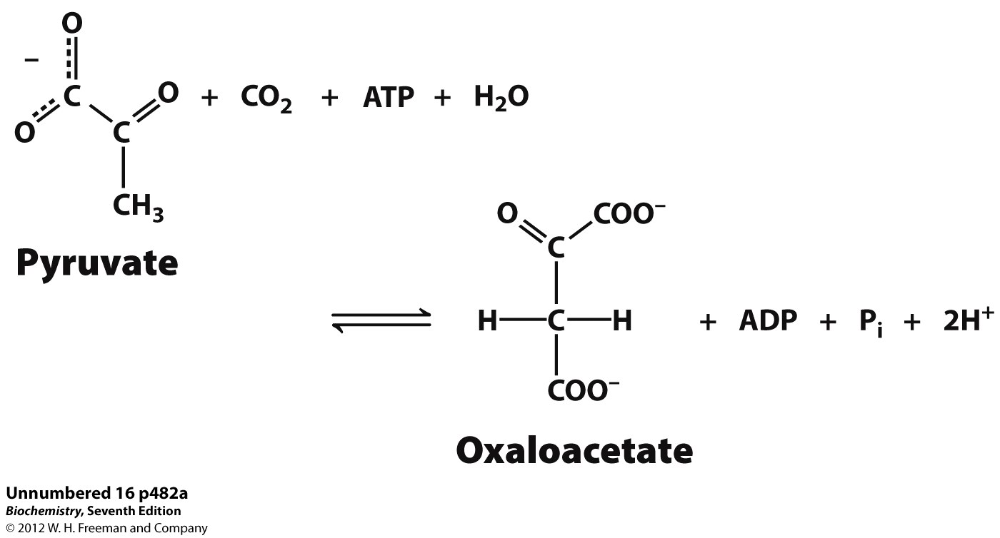 O
–
C
O
+ CO₂ + ATP + H₂O
O
C
CH₃
Pyruvate
O
COO⁻
C
H
C
H
+ ADP + Pᵢ + 2H⁺
COO⁻
Oxaloacetate
Unnumbered 16 p482a
Biochemistry, Seventh Edition
© 2012 W. H. Freeman and Company